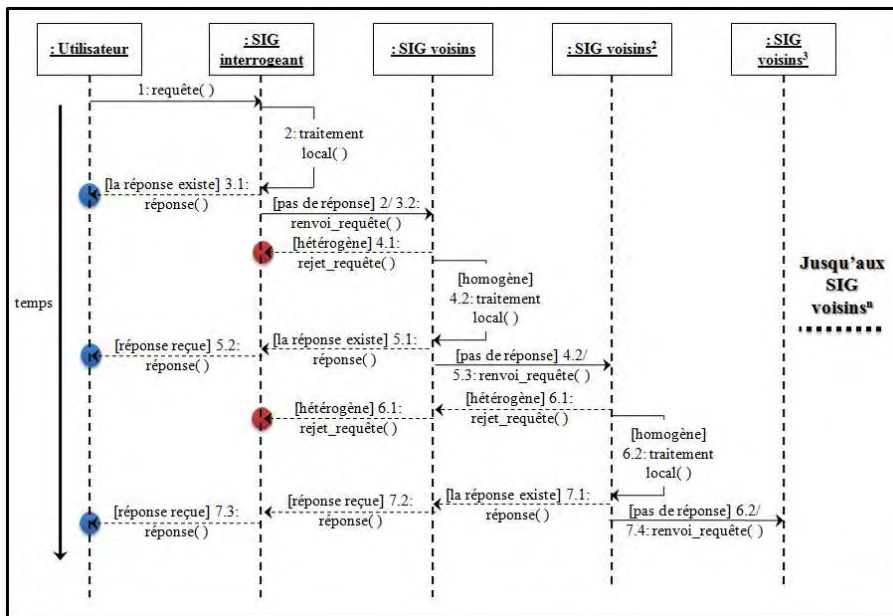 : Utilisateur
: SIG
interrogeant
: SIG voisins
: SIG voisins²
: SIG
voisins³
1: requête( )
2: traitement
local( )
[la réponse existe] 3.1:
réponse( )
[pas de réponse] 2/ 3.2:
renvoi_requête( )
[hétérogène] 4.1:
rejet_requête( )
[homogène]
4.2: traitement
local( )
Jusqu'aux
SIG
voisinsⁿ
temps
[réponse reçue] 5.2:
réponse( )
[la réponse existe] 5.1:
réponse( )
[pas de réponse] 4.2/
5.3: renvoi_requête( )
[hétérogène] 6.1:
rejet_requête( )
[hétérogène] 6.1:
rejet_requête( )
[homogène]
6.2: traitement
local( )
[réponse reçue] 7.3:
réponse( )
[réponse reçue] 7.2:
réponse( )
[la réponse existe] 7.1:
réponse( )
[pas de réponse] 6.2/
7.4: renvoi_requête( )